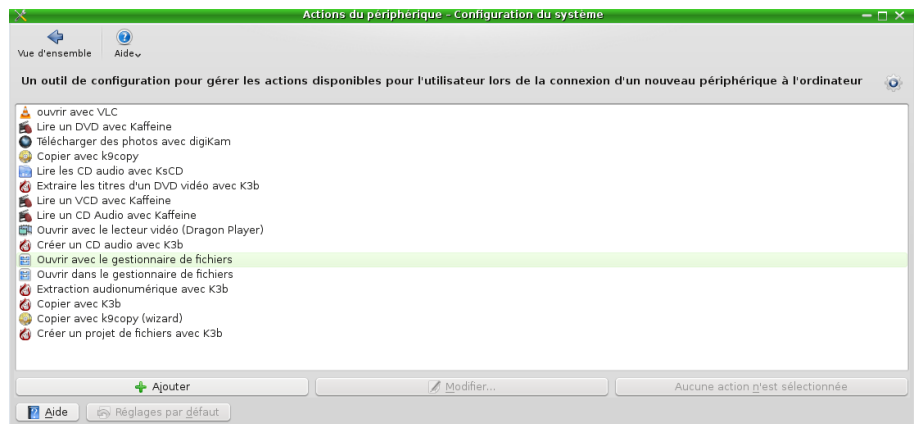 Actions du périphérique - Configuration du système
Vue d'ensemble
Aide
Un outil de configuration pour gérer les actions disponibles pour l'utilisateur lors de la connexion d'un nouveau périphérique à l'ordinateur
ouvrir avec VLC
Lire un DVD avec Kaffeine
Télécharger des photos avec digiKam
Copier avec k9copy
Lire les CD audio avec KsCD
Extraire les titres d'un DVD vidéo avec K3b
Lire un VCD avec Kaffeine
Lire un CD Audio avec Kaffeine
Ouvrir avec le lecteur vidéo (Dragon Player)
Créer un CD audio avec K3b
Ouvrir avec le gestionnaire de fichiers
Ouvrir dans le gestionnaire de fichiers
Extraction audionumérique avec K3b
Copier avec K3b
Copier avec k9copy (wizard)
Créer un projet de fichiers avec K3b
Ajouter
Modifier...
Aucune action n'est sélectionnée
Aide
Réglages par défaut